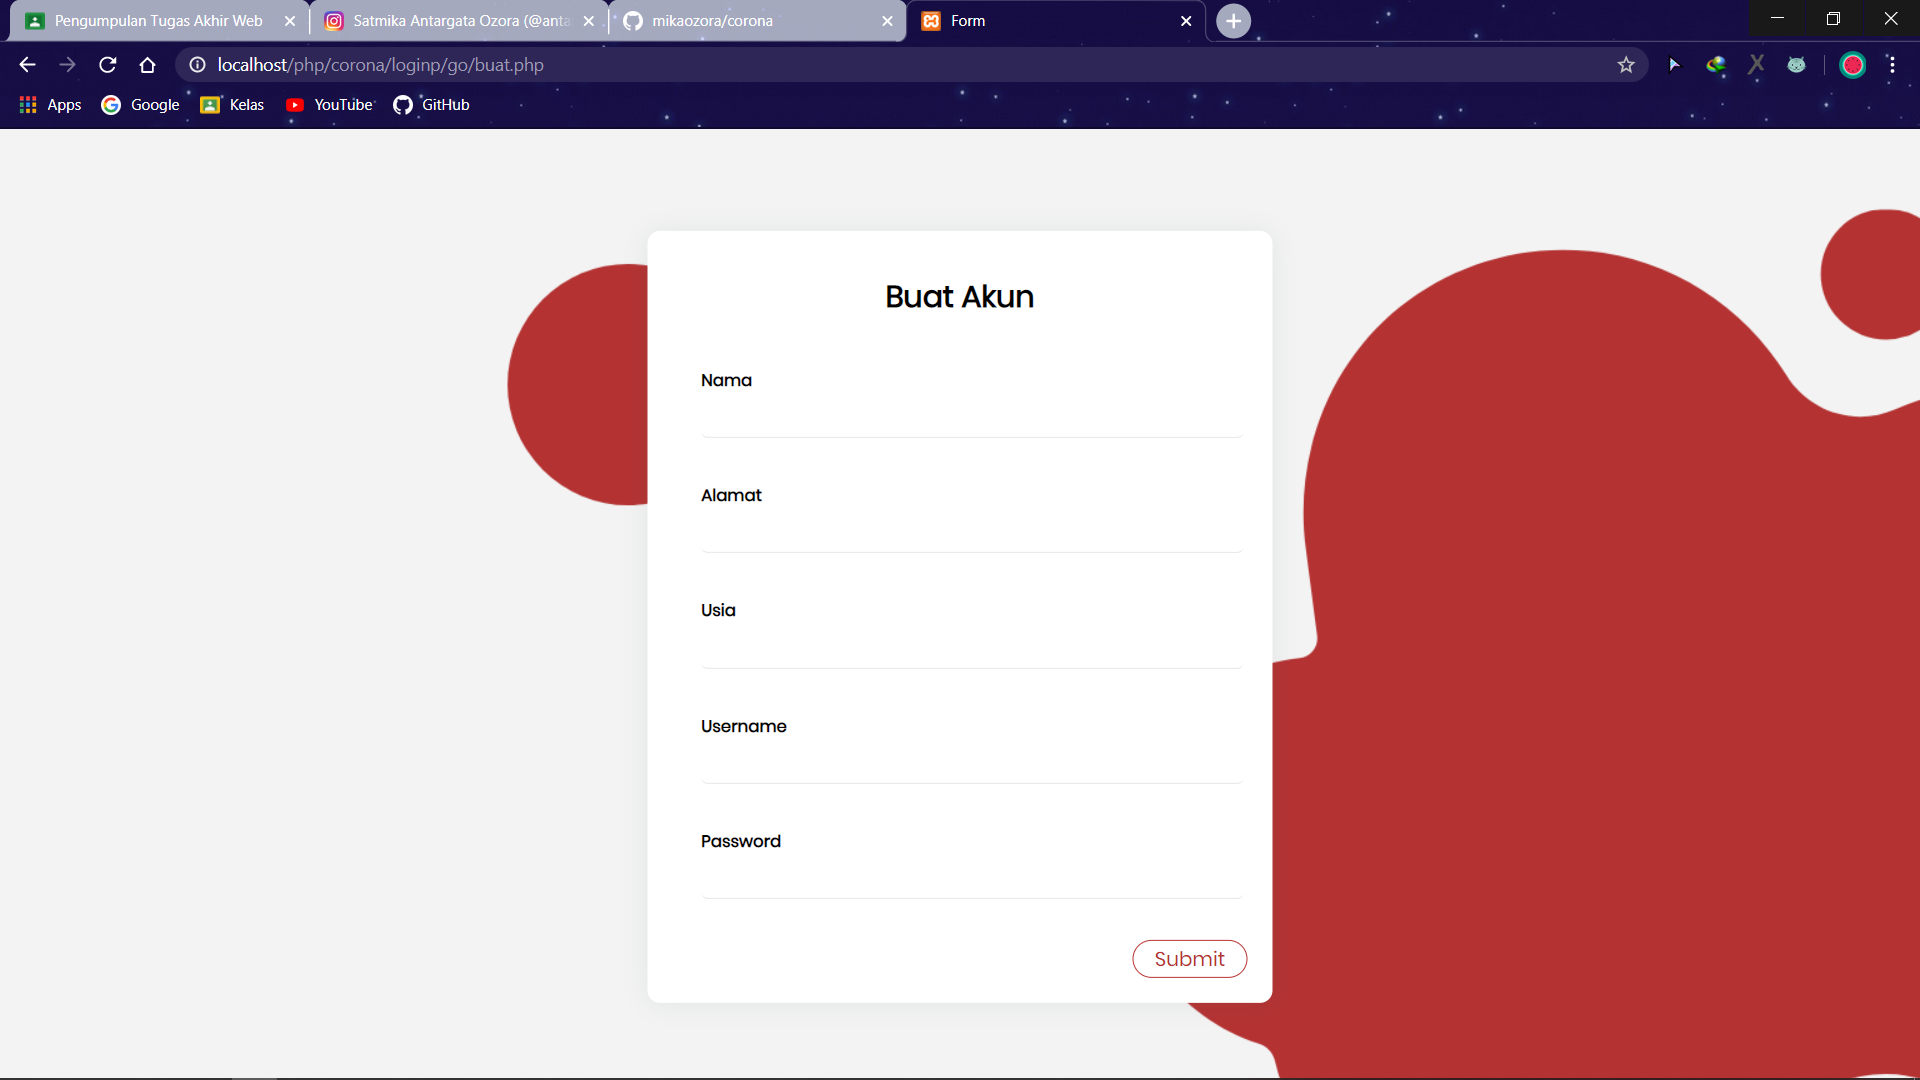 Pengumpulan Tugas Akhir Web
Satmika Antargata Ozora (@anta
mikaozora/corona
Form
localhost/php/corona/loginp/go/buat.php
Apps
Google
Kelas
YouTube
GitHub
Buat Akun
Nama
Alamat
Usia
Username
Password
Submit